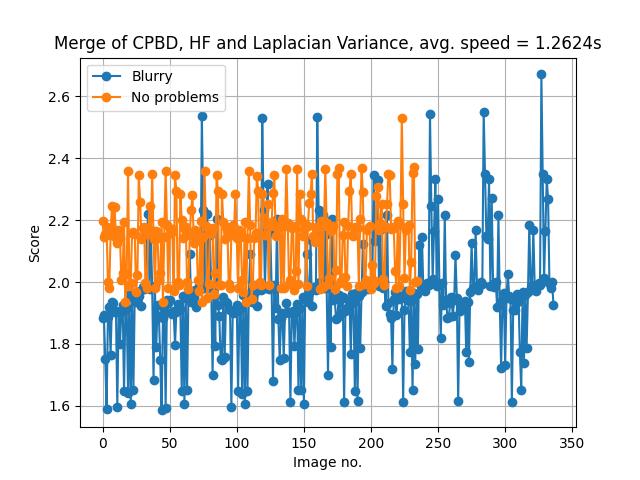 Merge of CPBD, HF and Laplacian Variance, avg. speed = 1.2624s
Blurry
No problems
2.6
2.4
2.2
2.0
1.8
1.6
Score
0 50 100 150 200 250 300 350
Image no.